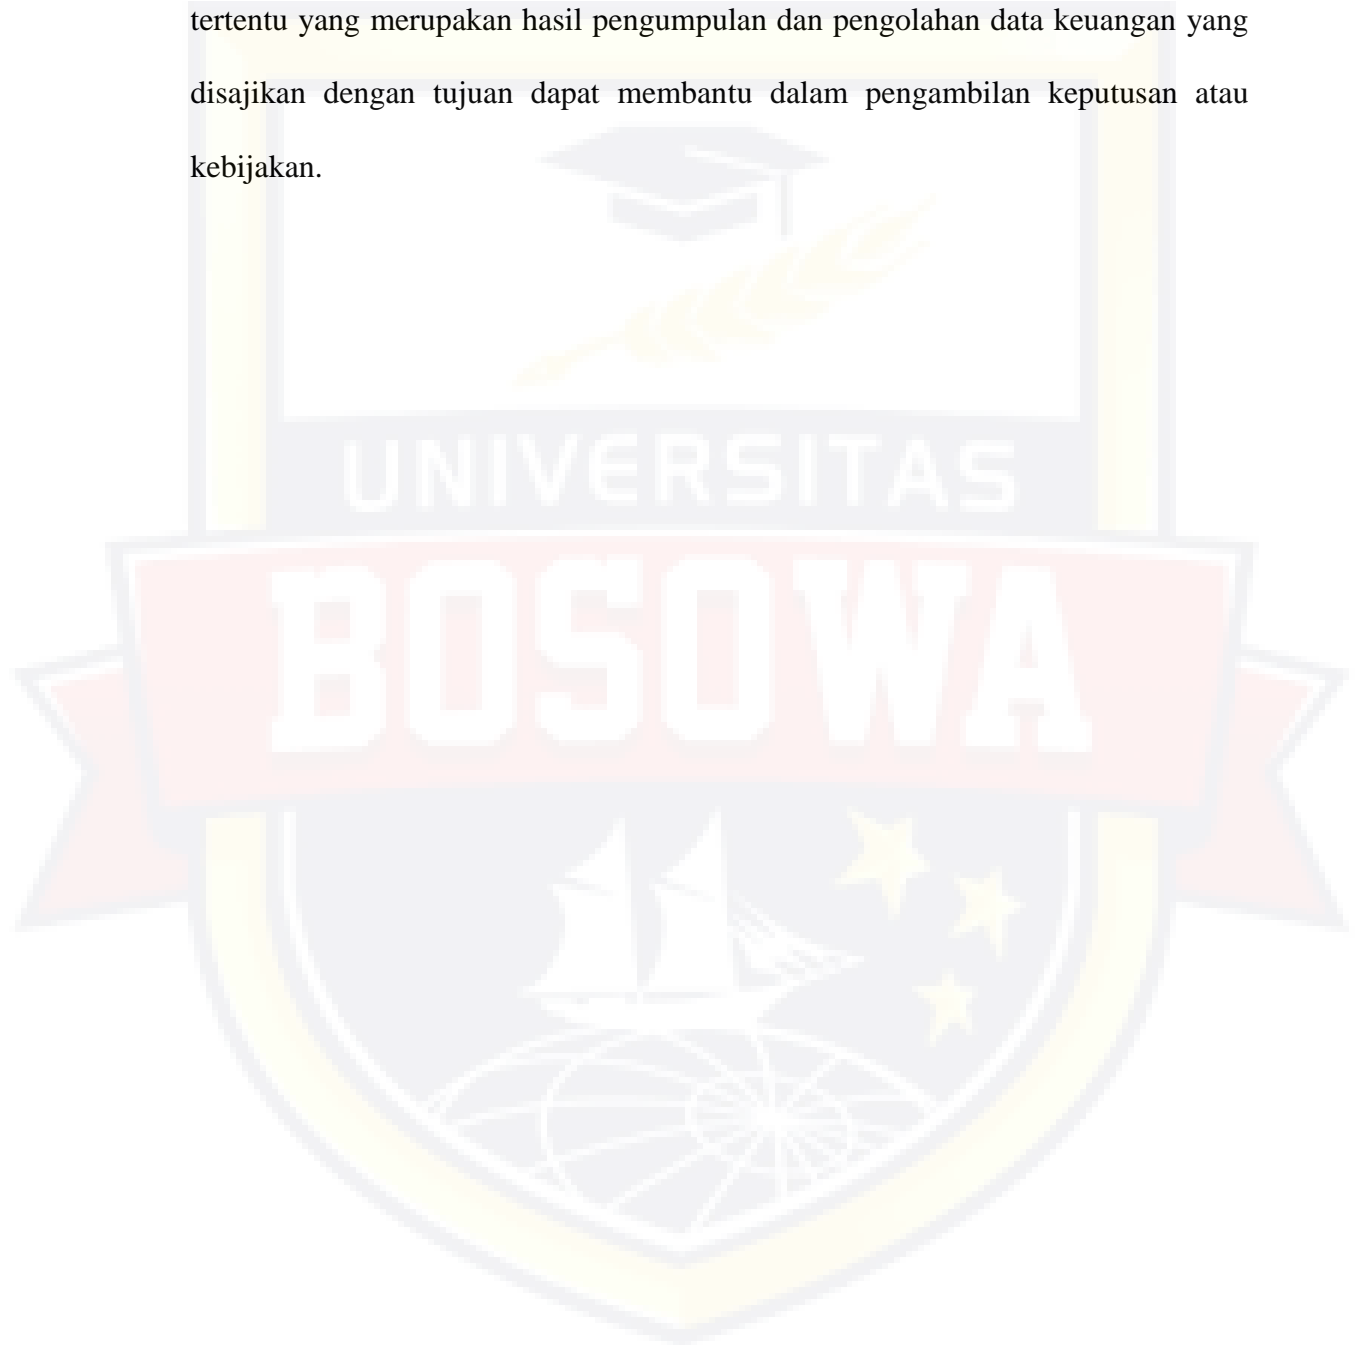 tertentu yang merupakan hasil pengumpulan dan pengolahan data keuangan yang
disajikan dengan tujuan dapat membantu dalam pengambilan keputusan atau
kebijakan.
UNIVERSITAS
BOSOWA